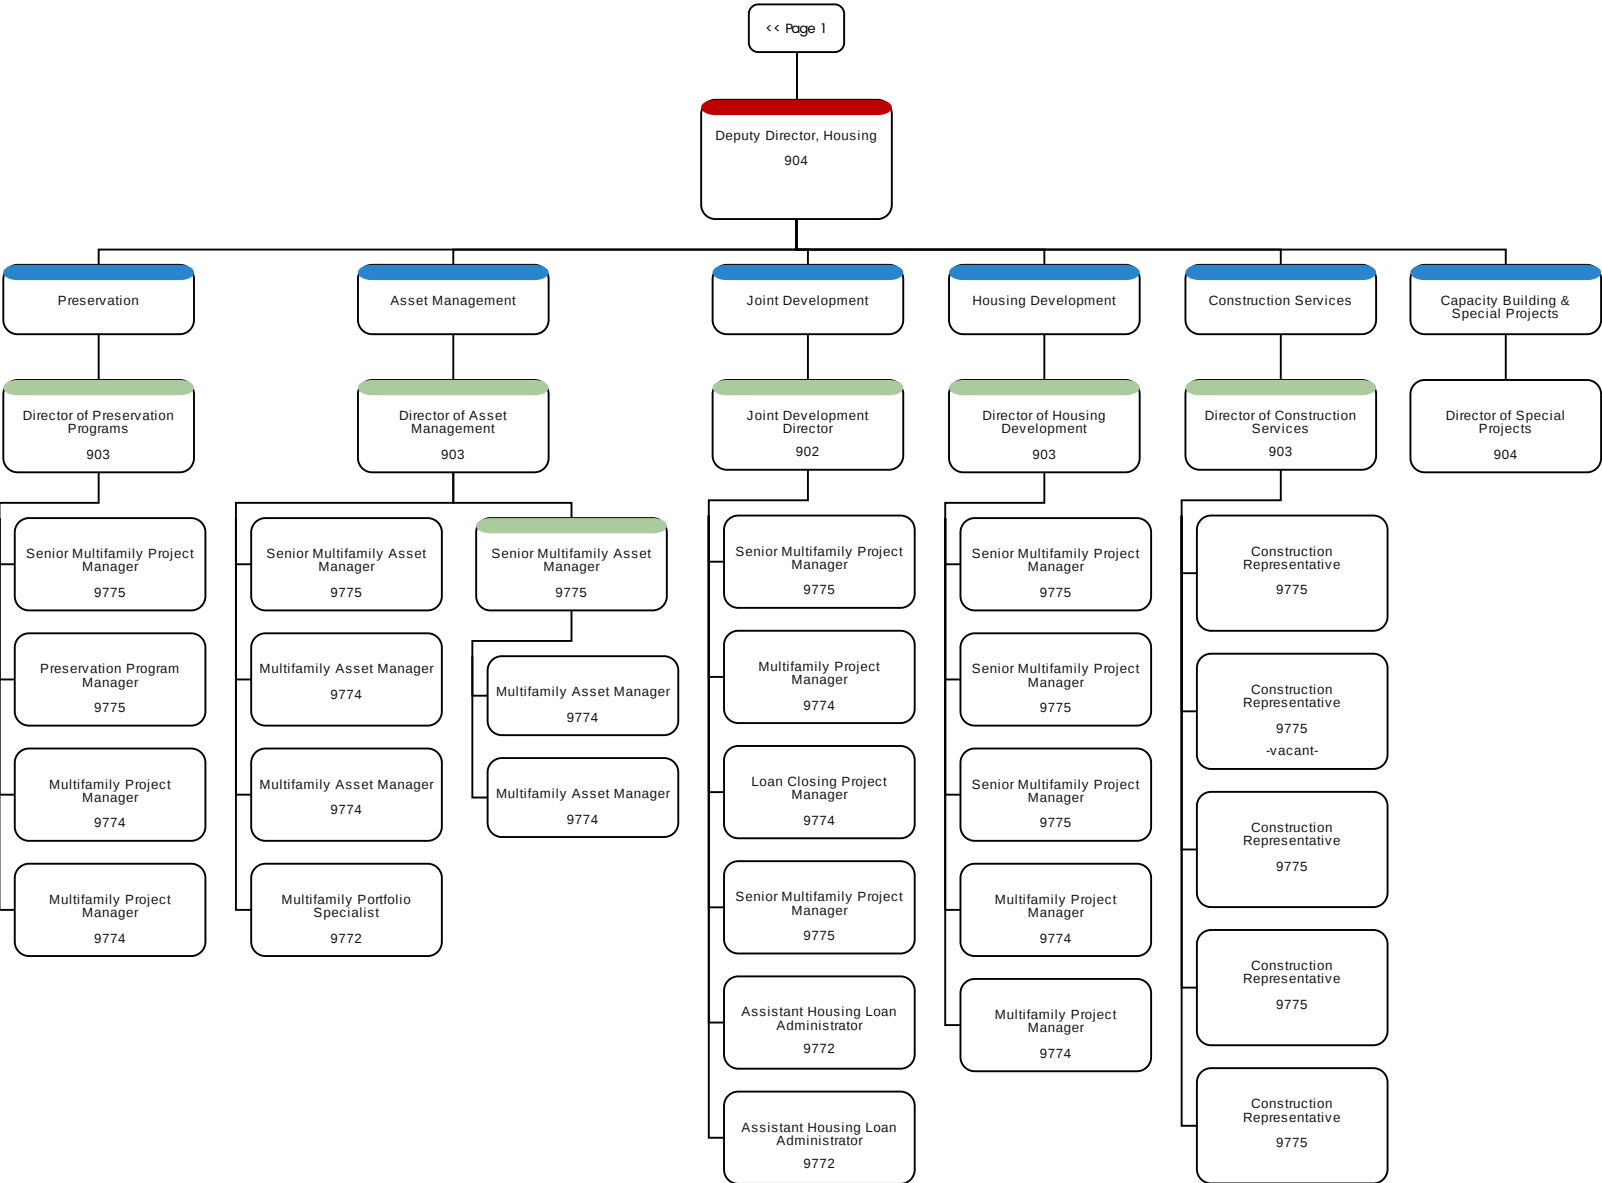 << Page 1
Deputy Director, Housing
904
Preservation
Asset Management
Joint Development
Housing Development
Construction Services
Capacity Building &
Special Projects
Director of Preservation
Programs
903
Director of Asset
Management
903
Joint Development
Director
902
Director of Housing
Development
903
Director of Construction
Services
903
Director of Special
Projects
904
Senior Multifamily Project
Manager
9775
Preservation Program
Manager
9775
Multifamily Project
Manager
9774
Multifamily Project
Manager
9774
Senior Multifamily Asset
Manager
9775
Multifamily Asset Manager
9774
Multifamily Asset Manager
9774
Multifamily Portfolio
Specialist
9772
Senior Multifamily Asset
Manager
9775
Multifamily Asset Manager
9774
Multifamily Asset Manager
9774
Senior Multifamily Project
Manager
9775
Multifamily Project
Manager
9774
Loan Closing Project
Manager
9774
Senior Multifamily Project
Manager
9775
Assistant Housing Loan
Administrator
9772
Assistant Housing Loan
Administrator
9772
Senior Multifamily Project
Manager
9775
Senior Multifamily Project
Manager
9775
Senior Multifamily Project
Manager
9775
Multifamily Project
Manager
9774
Multifamily Project
Manager
9774
Construction
Representative
9775
Construction
Representative
9775
-vacant-
Construction
Representative
9775
Construction
Representative
9775
Construction
Representative
9775